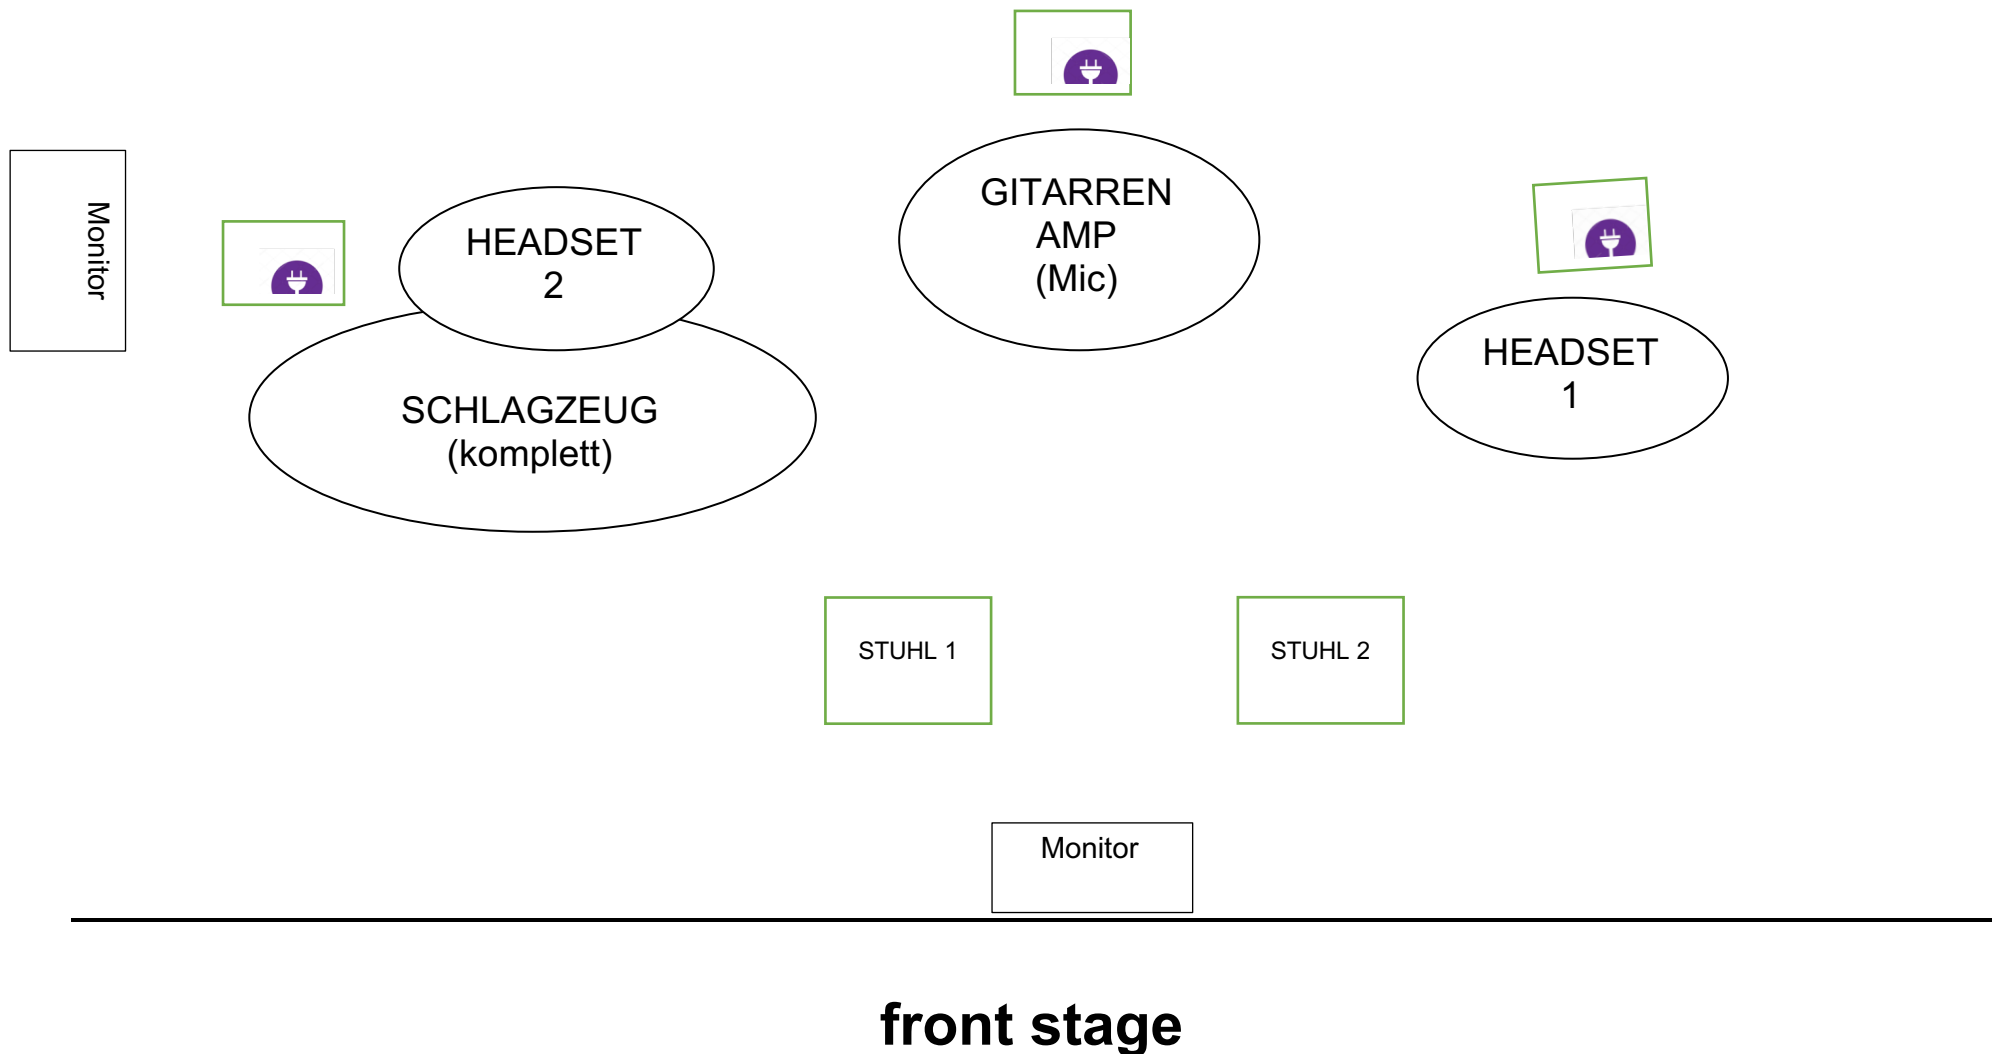 Monitor
HEADSET
2
SCHLAGZEUG
(komplett)
GITARREN
AMP
(Mic)
HEADSET
1
STUHL 1
STUHL 2
Monitor
front stage